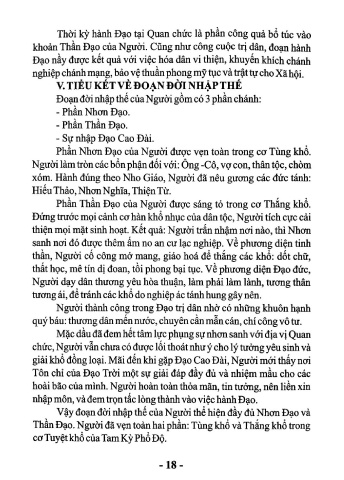 Thời kỳ hành Đạo tại Quan chức là phần công quả bổ túc vào
khoản Thần Đạo của Người. Cũng như công cuộc trị dân, đoạn hành
Đạo nầy được kết quả với việc hóa dân vi thiện, khuyến khích chánh
nghiệp chánh mạng, bảo vệ thuần phong mỹ tục và trật tự cho Xã hội.
V. TIỂU KẾT VỀ ĐOẠN ĐỜI NHẬP THẾ
Đoạn đời nhập thế của Người gồm có 3 phần chánh:
- Phần Nhơn Đạo.
- Phần Thần Đạo.
- Sự nhập Đạo Cao Đài.
Phần Nhơn Đạo của Người được vẹn toàn trong cơ Tùng khổ.
Người làm tròn các bổn phận đối với: Ông -Cô, vợ con, thân tộc, chòm
xóm. Hành đúng theo Nho Giáo, Người đã nêu gương các đức tánh:
Hiếu Thảo, Nhơn Nghĩa, Thiện Từ.
Phần Thần Đạo của Người được sáng tỏ trong cơ Thắng khổ.
Đứng trước mọi cảnh cơ hàn khổ nhục của dân tộc, Người tích cực cải
thiện mọi mặt sinh hoạt. Kết quả: Người trấn nhậm nơi nào, thì Nhơn
sanh nơi đó được thêm ấm no an cư lạc nghiệp. Về phương diện tinh
thần, Người cố công mở mang, giáo hoá để thắng các khổ: dốt chữ,
thất học, mê tín dị đoan, tồi phong bại tục. Về phương diện Đạo đức,
Người dạy dân thương yêu hòa thuận, làm phải làm lành, tương thân
tương ái, để tránh các khổ do nghiệp ác tánh hung gây nên.
Người thành công trong Đạo trị dân nhờ có những khuôn hạnh
quý báu: thương dân mến nước, chuyên cần mẫn cán, chí công vô tư.
Mặc dầu đã đem hết tâm lực phụng sự nhơn sanh với địa vị Quan
chức, Người vẫn chưa có được lối thoát như ý cho lý tưởng yêu sinh và
giải khổ đồng loại. Mãi đến khi gặp Đạo Cao Đài, Người mới thấy nơi
Tôn chỉ của Đạo Trời một sự giải đáp đầy đủ và nhiệm mầu cho các
hoài bão của mình. Người hoàn toàn thỏa mãn, tin tưởng, nên liền xin
nhập môn, và đem trọn tấc lòng thành vào việc hành Đạo.
Vậy đoạn đời nhập thế của Người thể hiện đầy đủ Nhơn Đạo và
Thần Đạo. Người đã vẹn toàn hai phần: Tùng khổ và Thắng khổ trong
cơ Tuyệt khổ của Tam Kỳ Phổ Độ.
- 18 -